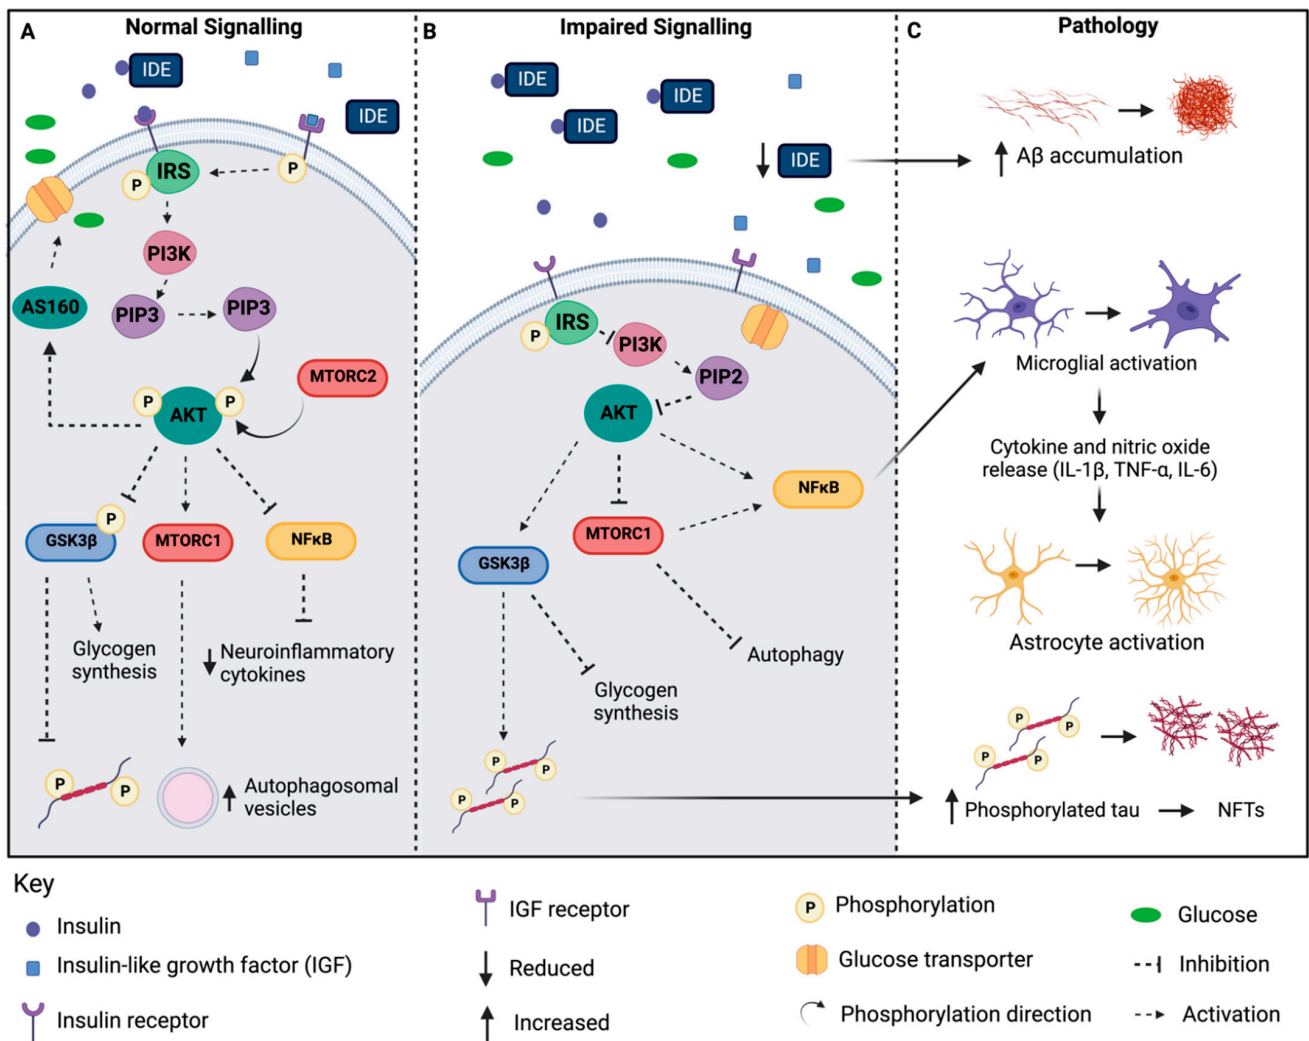 A
Normal Signalling
IDE
IDE
P
IRS
P
PI3K
AS160
PIP3
PIP3
MTORC2
P
AKT
P
P
GSK3β
MTORC1
NFκB
Glycogen
synthesis
Neuroinflammatory
cytokines
P
P
Autophagosomal
vesicles
B
Impaired Signalling
IDE
IDE
IDE
IDE
IRS
P
PI3K
PIP2
AKT
NFκB
MTORC1
GSK3β
Autophagy
Glycogen
synthesis
P
P
P
P
C
Pathology
Aβ accumulation
Microglial activation
Cytokine and nitric oxide
release (IL-1β, TNF-α, IL-6)
Astrocyte activation
P
P
P
P
Phosphorylated tau
NFTs
Key
Insulin
Insulin-like growth factor (IGF)
Insulin receptor
IGF receptor
Reduced
Increased
P
Phosphorylation
Glucose transporter
Phosphorylation direction
Glucose
Inhibition
Activation